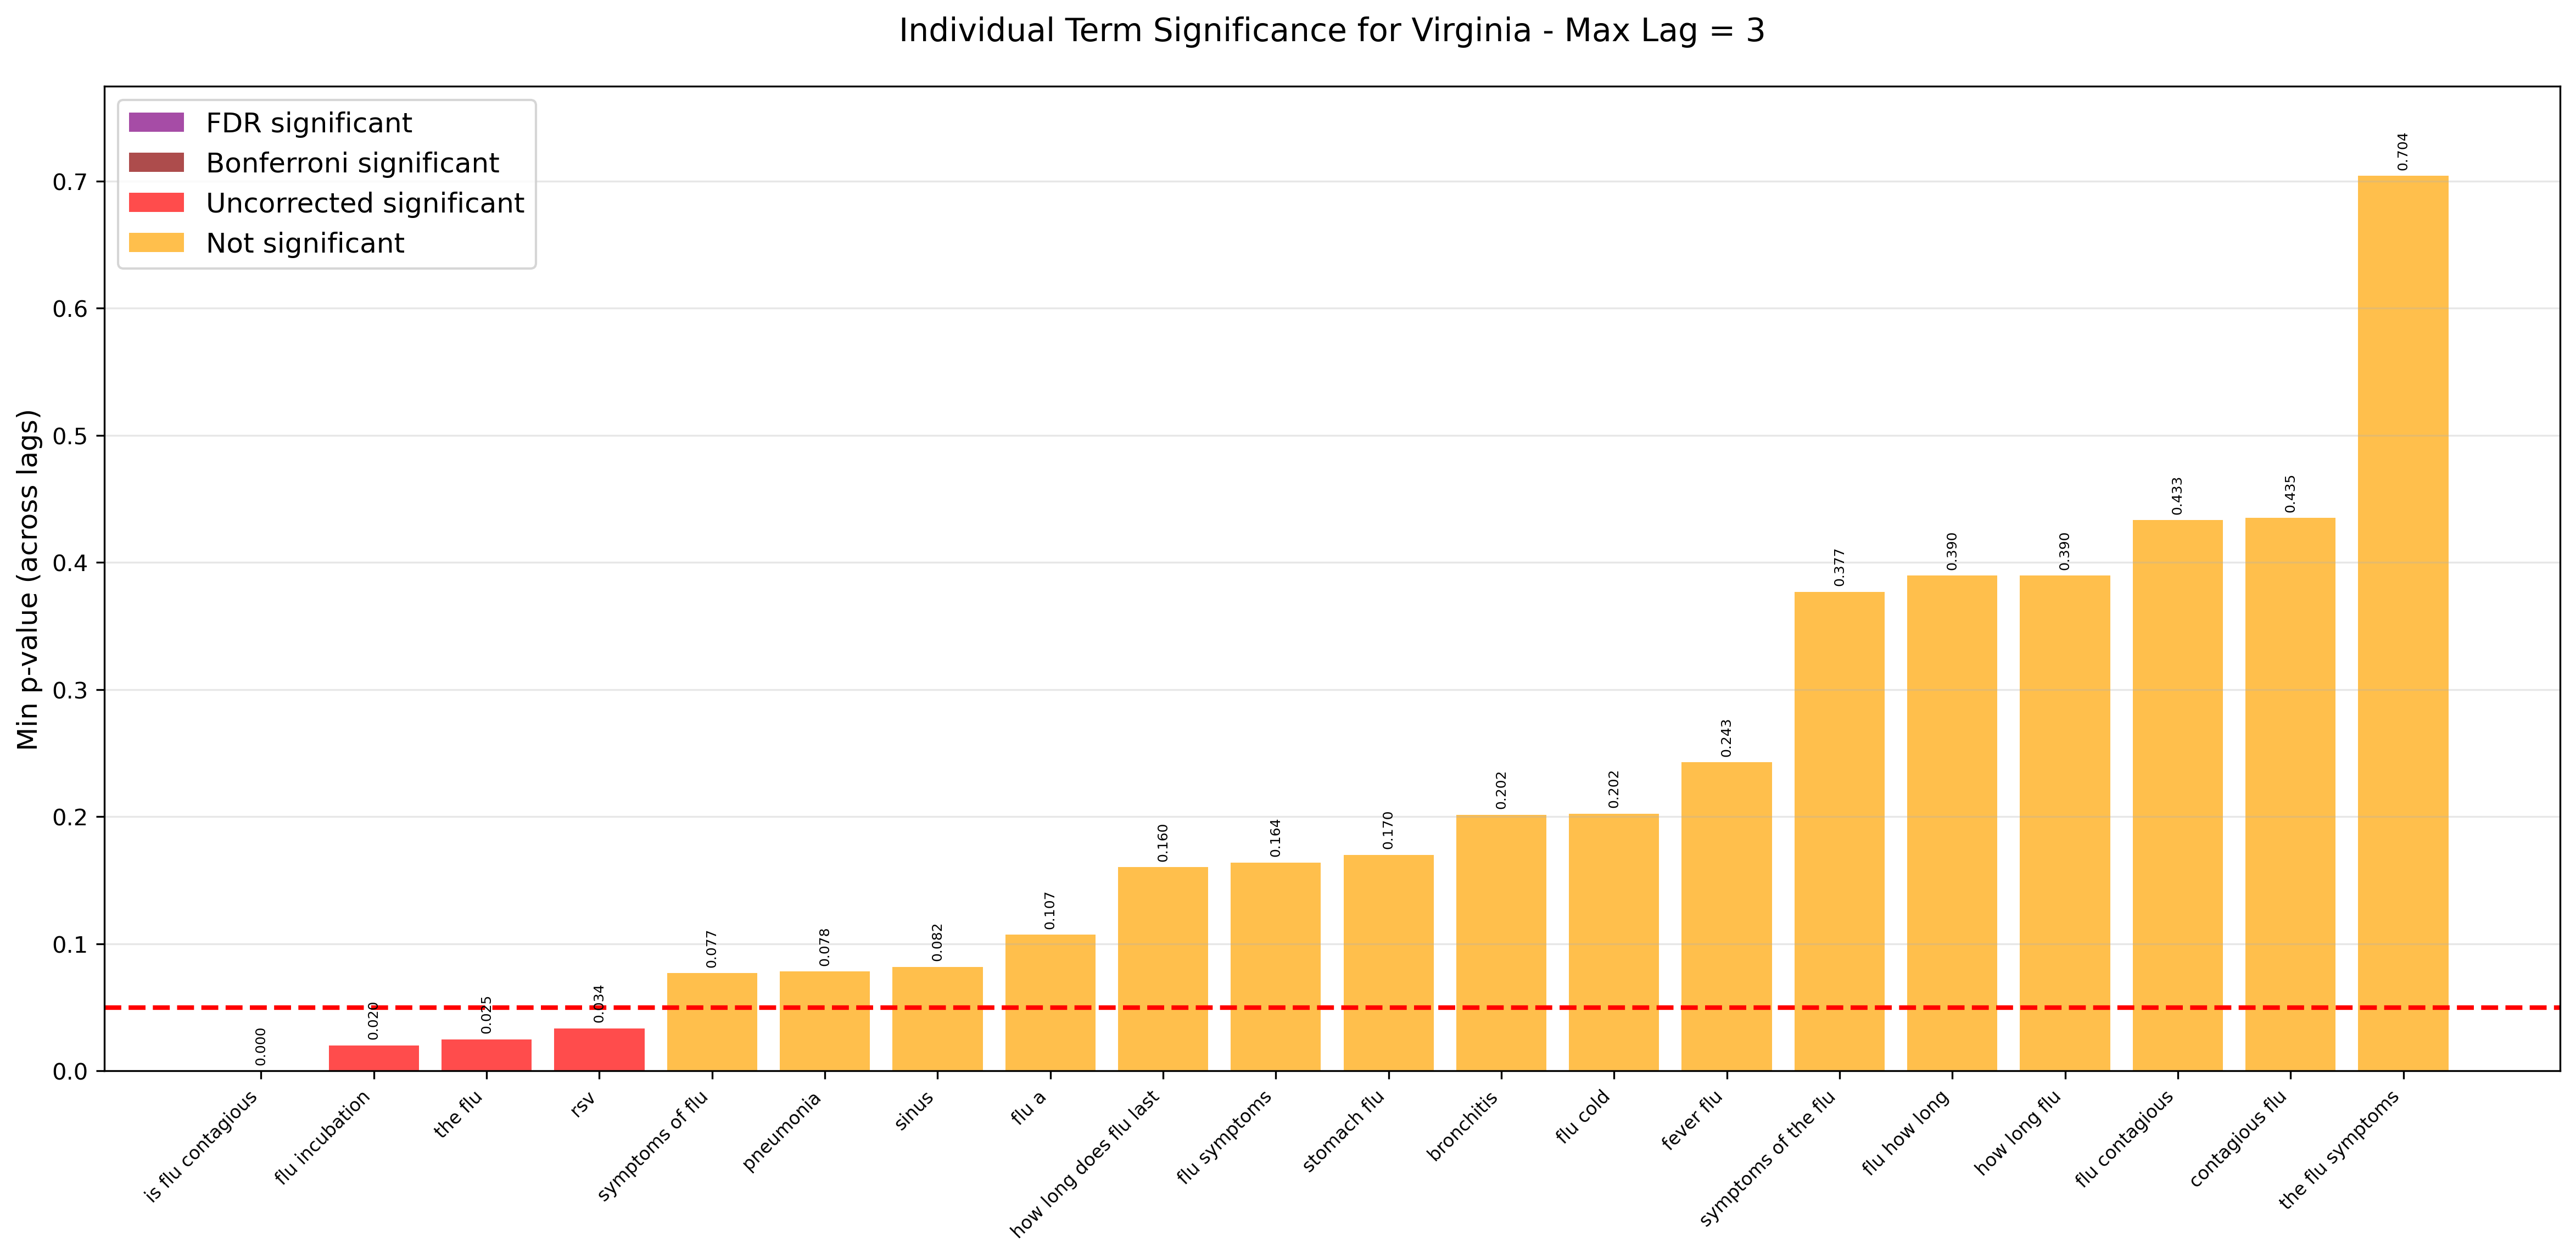 Individual Term Significance for Virginia - Max Lag = 3
FDR significant
Bonferroni significant
Uncorrected significant
Not significant
Min p-value (across lags)
0.7
0.6
0.5
0.4
0.3
0.2
0.1
0.0
0.000
0.020
0.025
0.034
0.077
0.078
0.082
0.107
0.160
0.164
0.170
0.202
0.202
0.243
0.377
0.390
0.390
0.433
0.435
0.704
is flu contagious
flu incubation
the flu
rsv
symptoms of flu
pneumonia
sinus
flu a
how long does flu last
flu symptoms
stomach flu
bronchitis
flu cold
fever flu
symptoms of the flu
flu how long
how long flu
flu contagious
contagious flu
the flu symptoms